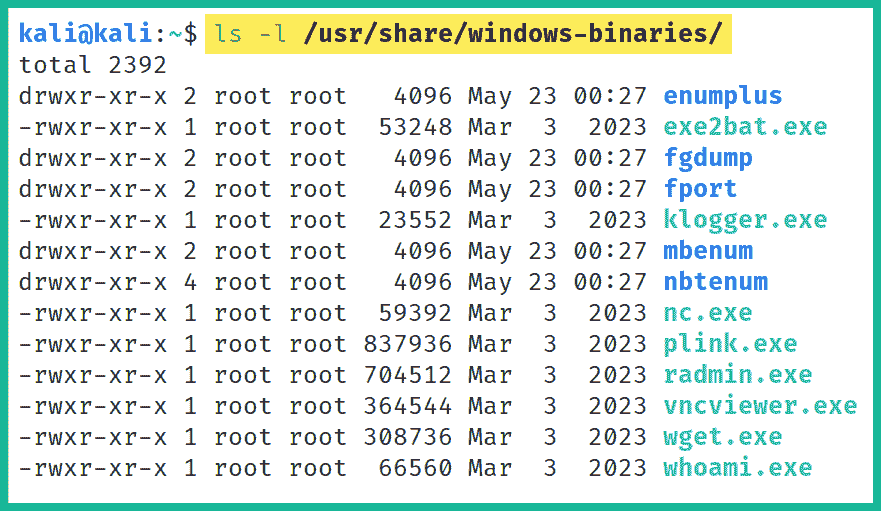 kali@kali:~$ ls -l /usr/share/windows-binaries/
total 2392
drwxr-xr-x 2 root root   4096 May 23 00:27 enumplus
-rwxr-xr-x 1 root root  53248 Mar  3  2023 exe2bat.exe
drwxr-xr-x 2 root root   4096 May 23 00:27 fgdump
drwxr-xr-x 2 root root   4096 May 23 00:27 fport
-rwxr-xr-x 1 root root  23552 Mar  3  2023 klogger.exe
drwxr-xr-x 2 root root   4096 May 23 00:27 mbenum
drwxr-xr-x 4 root root   4096 May 23 00:27 nbtenum
-rwxr-xr-x 1 root root  59392 Mar  3  2023 nc.exe
-rwxr-xr-x 1 root root 837936 Mar  3  2023 plink.exe
-rwxr-xr-x 1 root root 704512 Mar  3  2023 radmin.exe
-rwxr-xr-x 1 root root 364544 Mar  3  2023 vncviewer.exe
-rwxr-xr-x 1 root root 308736 Mar  3  2023 wget.exe
-rwxr-xr-x 1 root root  66560 Mar  3  2023 whoami.exe